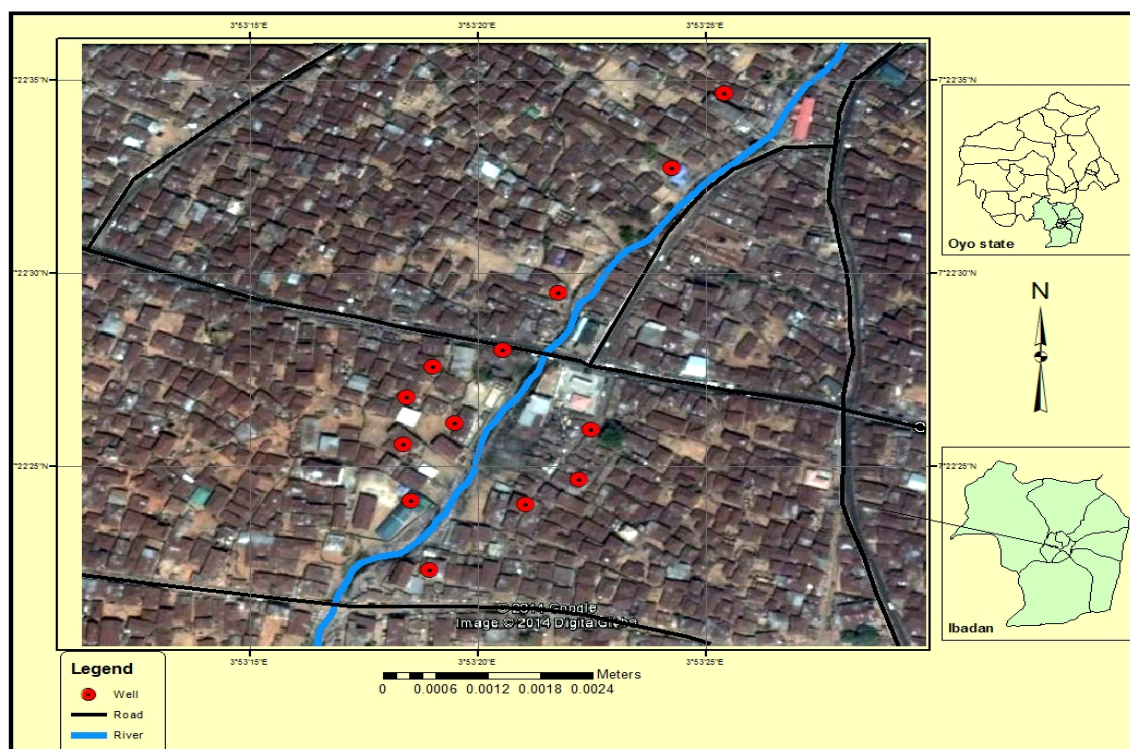 3°53'15"E 3°53'20"E 3°53'25"E
7°22'35"N 7°22'35"N
Oyo state
7°22'30"N 7°22'30"N
N
7°22'25"N 7°22'25"N
Ibadan
© 2014 Google
Image © 2014 Digital Globe
3°53'15"E 3°53'20"E 3°53'25"E
Legend
Well
Road
River
Meters
0 0.0006 0.0012 0.0018 0.0024